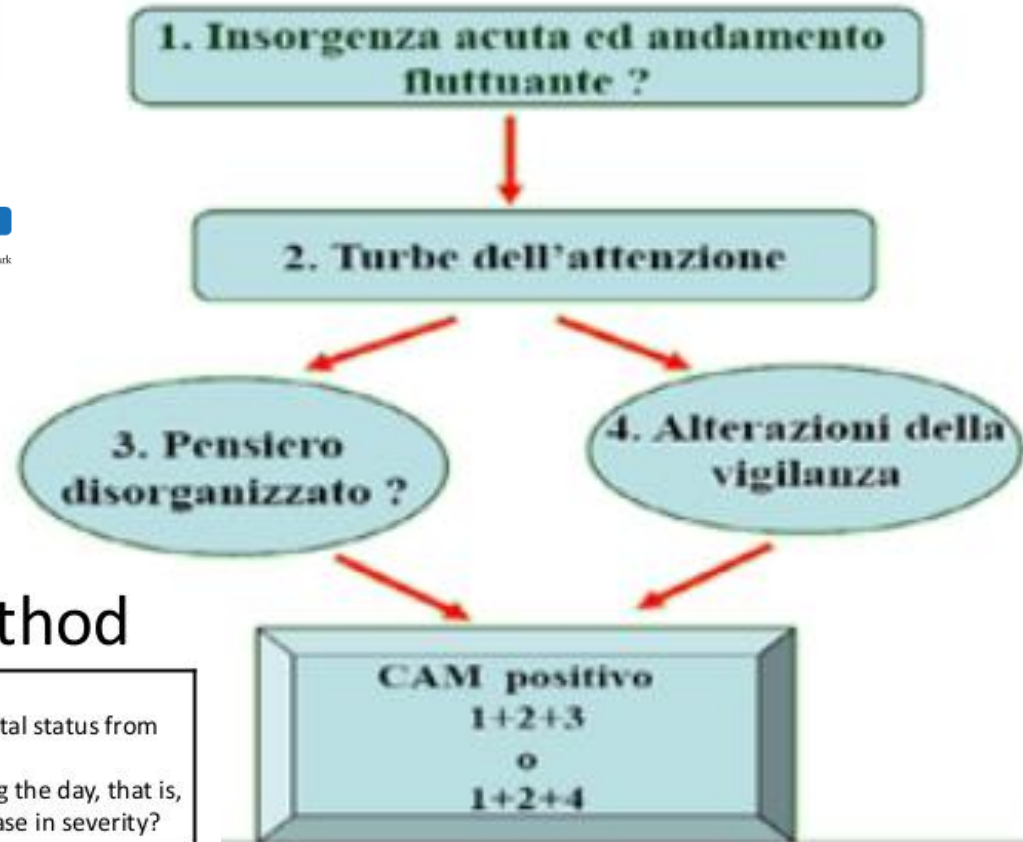 1. Insorgenza acuta ed andamento
fluttuante ?
2. Turbe dell'attenzione
3. Pensiero
disorganizzato ?
4. Alterazioni della
vigilanza
CAM positivo
1+2+3
o
1+2+4
thod
tal status from
g the day, that is,
ase in severity?
ark